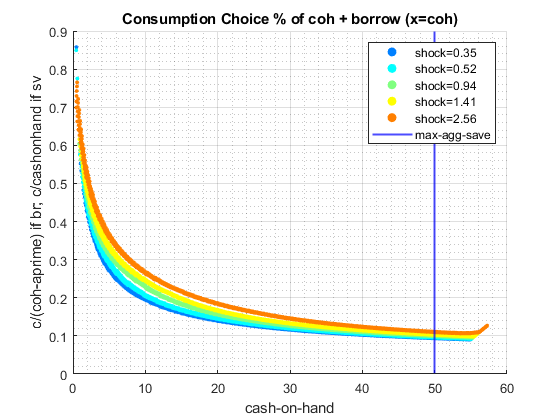 Consumption Choice % of coh + borrow (x=coh)
c/(coh-aprime) if br, c/cashonhand if sv
0.9
0.8
0.7
0.6
0.5
0.4
0.3
0.2
0.1
0
shock=0.35
shock=0.52
shock=0.94
shock=1.41
shock=2.56
max-agg-save
0 10 20 30 40 50 60
cash-on-hand